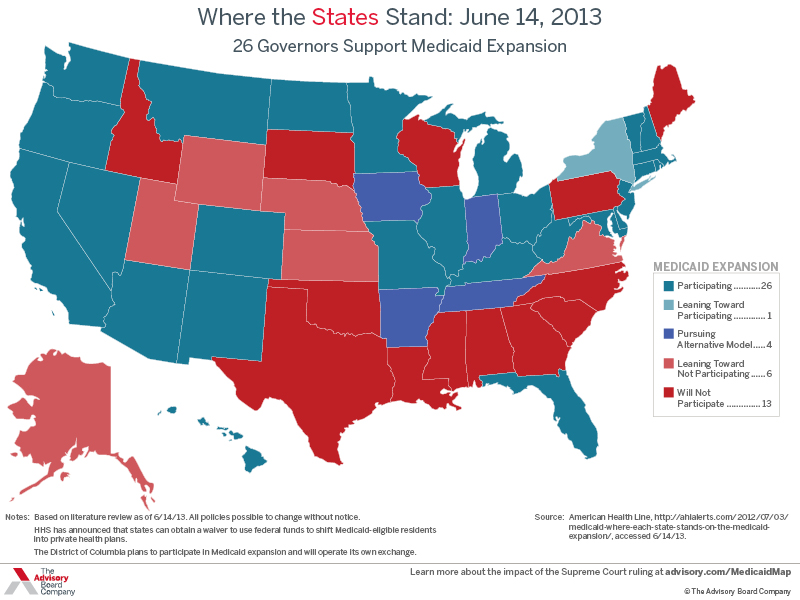 Where the States Stand: June 14, 2013
26 Governors Support Medicaid Expansion
MEDICAID EXPANSION
Participating...........26
Leaning Toward
Participating.............1
Pursuing
Alternative Model.....4
Leaning Toward
Not Participating......6
Will Not
Participate..............13
Notes: Based on literature review as of 6/14/13. All policies possible to change without notice.
HHS has announced that states can obtain a waiver to use federal funds to shift Medicaid-eligible residents
into private health plans.
The District of Columbia plans to participate in Medicaid expansion and will operate its own exchange.
Source: American Health Line, http://ahlalerts.com/2012/07/03/
medicaid-where-each-state-stands-on-the-medicaid-
expansion/, accessed 6/14/13.
The
Advisory
Board
Company
Learn more about the impact of the Supreme Court ruling at advisory.com/MedicaidMap
© The Advisory Board Company